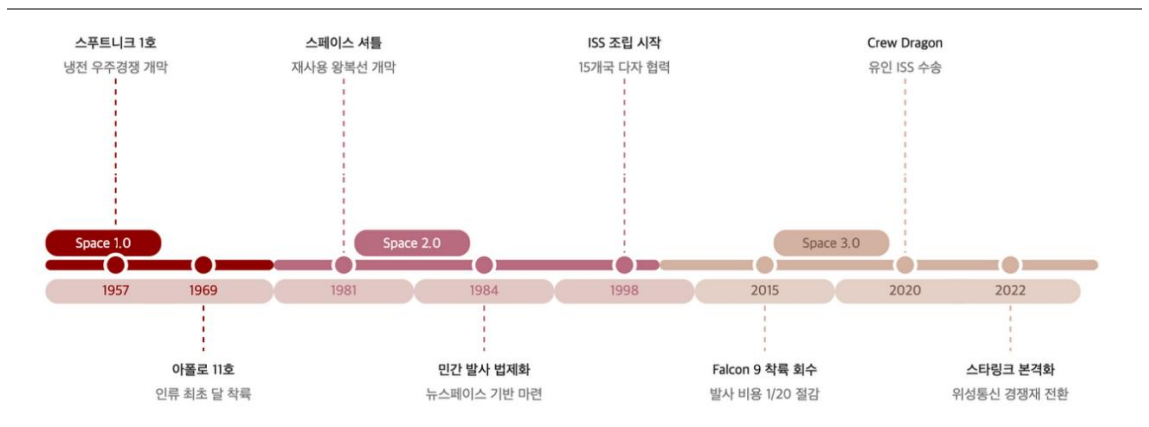 스푸트니크 1호
냉전 우주경쟁 개막
스페이스 셔틀
재사용 왕복선 개막
ISS 조립 시작
15개국 다자 협력
Crew Dragon
유인 ISS 수송
Space 1.0
Space 2.0
Space 3.0
1957
1969
1981
1984
1998
2015
2020
2022
아폴로 11호
인류 최초 달 착륙
민간 발사 법제화
뉴스페이스 기반 마련
Falcon 9 착륙 회수
발사 비용 1/20 절감
스타링크 본격화
위성통신 경쟁재 전환